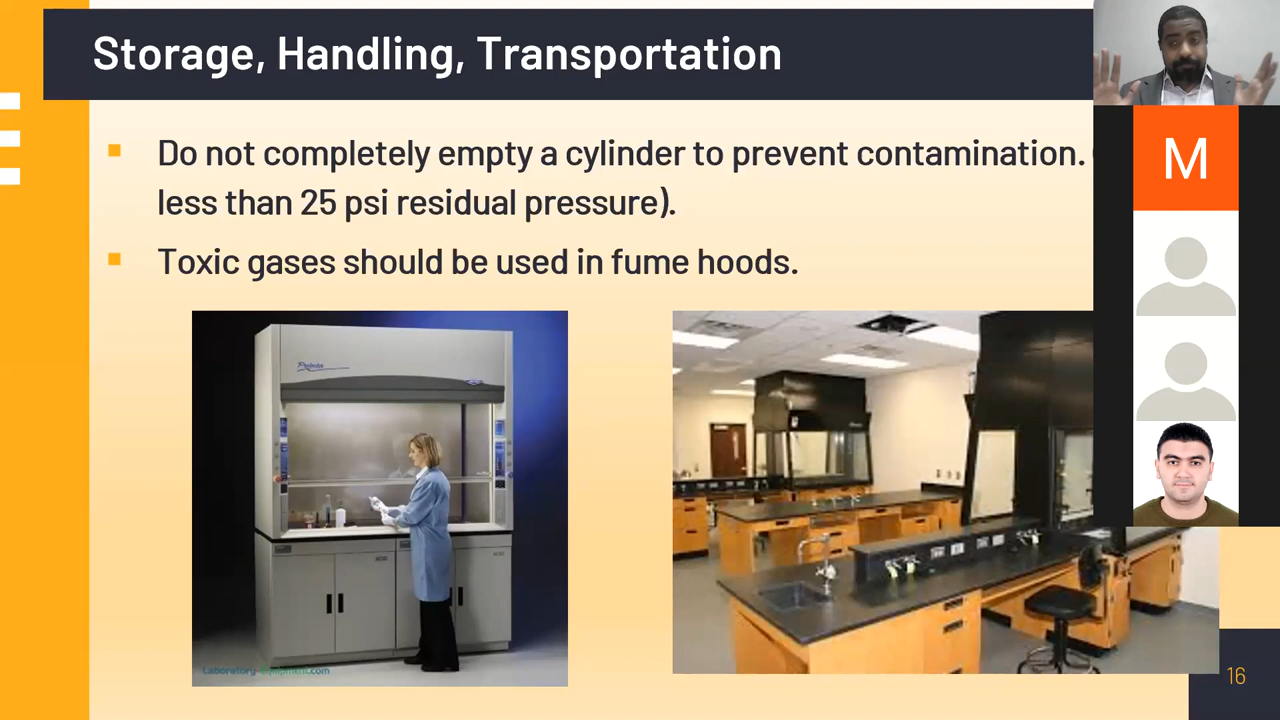 Storage, Handling, Transportation
Do not completely empty a cylinder to prevent contamination.
less than 25 psi residual pressure).
Toxic gases should be used in fume hoods.
M
16